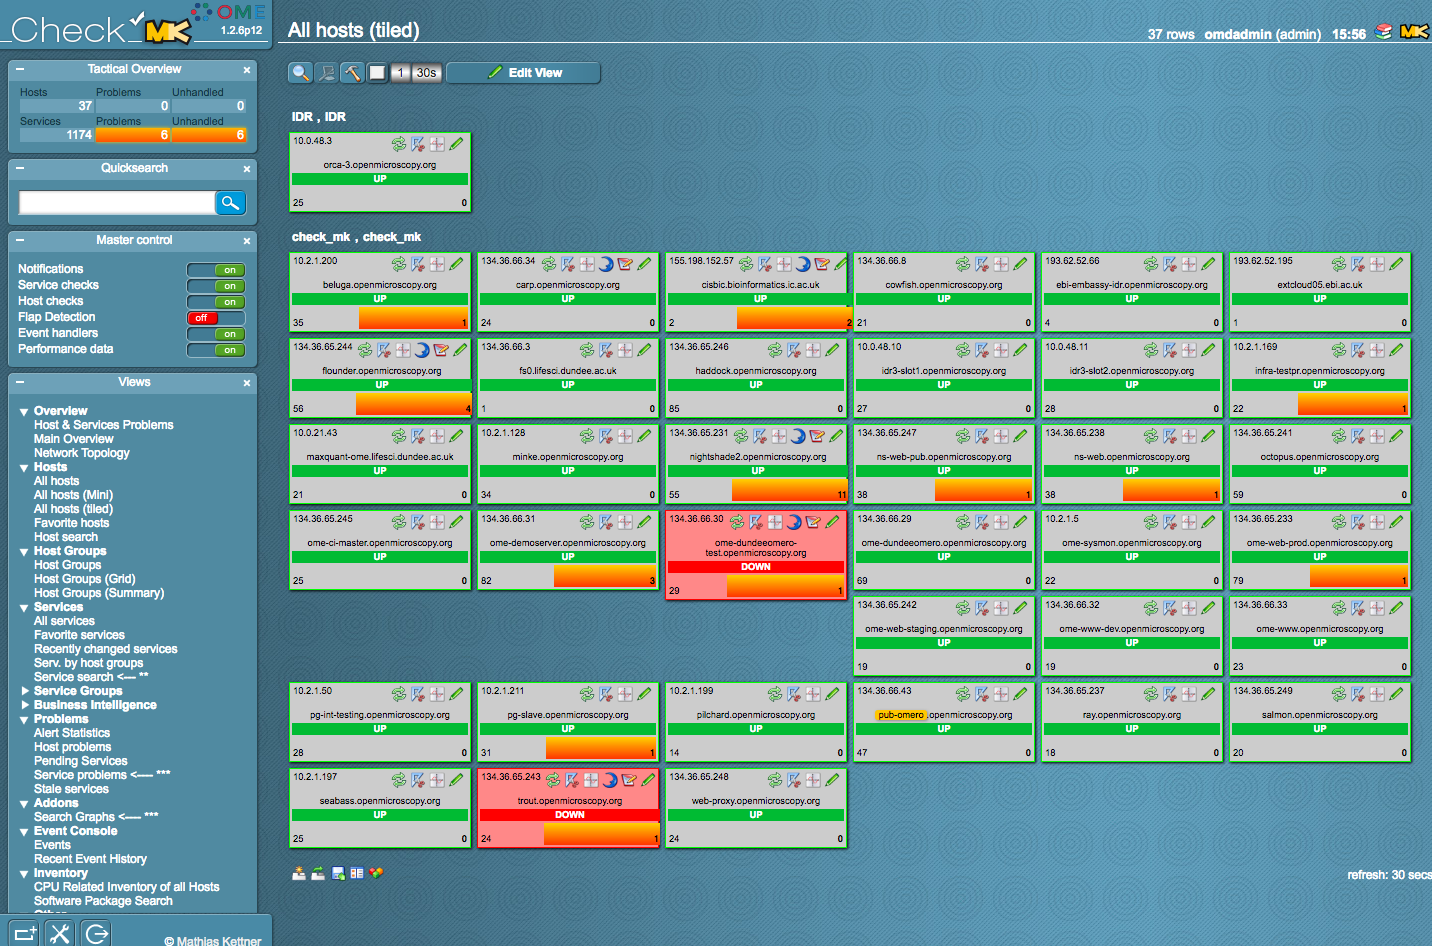 Check MK OME
1.2.6p12
All hosts (tiled)
37 rows omdadmin (admin) 15:56 MK
Tactical Overview
Hosts Problems Unhandled
37 0 0
Services Problems Unhandled
1174 6 6
Quicksearch
Master control
Notifications on
Service checks on
Host checks on
Flap Detection off
Event handlers on
Performance data on
Views
Overview
Host & Services Problems
Main Overview
Network Topology
Hosts
All hosts
All hosts (Mini)
All hosts (tiled)
Favorite hosts
Host search
Host Groups
Host Groups
Host Groups (Grid)
Host Groups (Summary)
Services
All services
Favorite services
Recently changed services
Serv. by host groups
Service search <--- **
Service Groups
Business Intelligence
Problems
Alert Statistics
Host problems
Pending Services
Service problems <---- ***
Stale services
Addons
Search Graphs <---- ***
Event Console
Events
Recent Event History
Inventory
CPU Related Inventory of all Hosts
Software Package Search
© Mathias Kettner
1 30s Edit View
IDR , IDR
10.0.48.3
orca-3.openmicroscopy.org
UP
25 0
check_mk , check_mk
10.2.1.200 134.36.66.34 155.198.152.57 134.36.66.8 193.62.52.66 193.62.52.195
beluga.openmicroscopy.org carp.openmicroscopy.org cisbic.bioinformatics.ic.ac.uk cowfish.openmicroscopy.org ebi-embassy-idr.openmicroscopy.org extcloud05.ebi.ac.uk
UP UP UP UP UP UP
35 1 24 0 2 2 21 0 4 0 1 0
134.36.65.244 134.36.66.3 134.36.65.246 10.0.48.10 10.0.48.11 10.2.1.169
flounder.openmicroscopy.org fs0.lifesci.dundee.ac.uk haddock.openmicroscopy.org idr3-slot1.openmicroscopy.org idr3-slot2.openmicroscopy.org infra-testpr.openmicroscopy.org
UP UP UP UP UP UP
56 4 1 0 85 0 27 0 28 0 22 1
10.0.21.43 10.2.1.128 134.36.65.231 134.36.65.247 134.36.65.238 134.36.65.241
maxquant-ome.lifesci.dundee.ac.uk minke.openmicroscopy.org nightshade2.openmicroscopy.org ns-web-pub.openmicroscopy.org ns-web.openmicroscopy.org octopus.openmicroscopy.org
UP UP UP UP UP UP
21 0 34 0 55 11 38 1 38 1 59 0
134.36.65.245 134.36.66.31 134.36.66.30 134.36.66.29 10.2.1.5 134.36.65.233
ome-ci-master.openmicroscopy.org ome-demoserver.openmicroscopy.org ome-dundeeomero-test.openmicroscopy.org ome-dundeeomero.openmicroscopy.org ome-sysmon.openmicroscopy.org ome-web-prod.openmicroscopy.org
UP UP DOWN UP UP UP
25 0 82 3 29 1 69 0 22 0 79 1
134.36.65.242 134.36.66.32 134.36.66.33
ome-web-staging.openmicroscopy.org ome-www-dev.openmicroscopy.org ome-www.openmicroscopy.org
UP UP UP
19 0 19 0 23 0
10.2.1.50 10.2.1.211 10.2.1.199 134.36.66.43 134.36.65.237 134.36.65.249
pg-int-testing.openmicroscopy.org pg-slave.openmicroscopy.org pilchard.openmicroscopy.org pub-omero.openmicroscopy.org ray.openmicroscopy.org salmon.openmicroscopy.org
UP UP UP UP UP UP
28 0 31 1 14 0 47 0 18 0 20 0
10.2.1.197 134.36.65.243 134.36.65.248
seabass.openmicroscopy.org trout.openmicroscopy.org web-proxy.openmicroscopy.org
UP DOWN UP
25 0 24 1 24 0
refresh: 30 secs